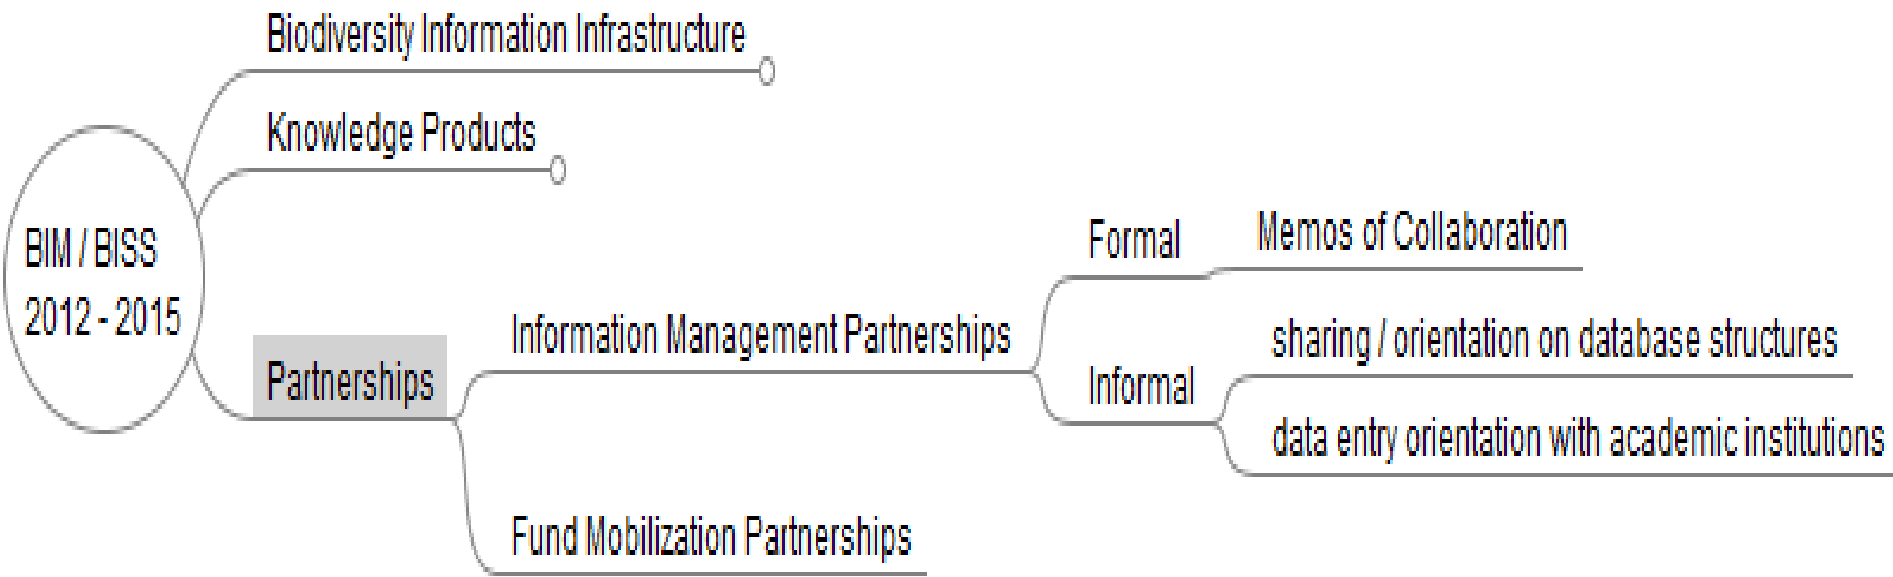 Biodiversity Information Infrastructure
Knowledge Products
BIM / BISS
2012 - 2015
Partnerships
Information Management Partnerships
Formal
Memos of Collaboration
Informal
sharing / orientation on database structures
data entry orientation with academic institutions
Fund Mobilization Partnerships